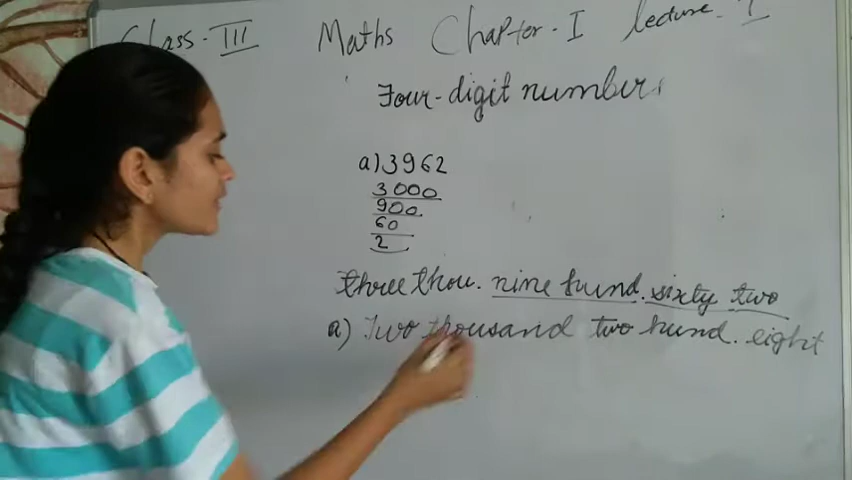 Class - III Maths Chapter - I lecture - 1
Four-digit numbers
a) 3962
3000
900
60
2
three thou. nine hund. sixty two
a) Two thousand two hund. eight